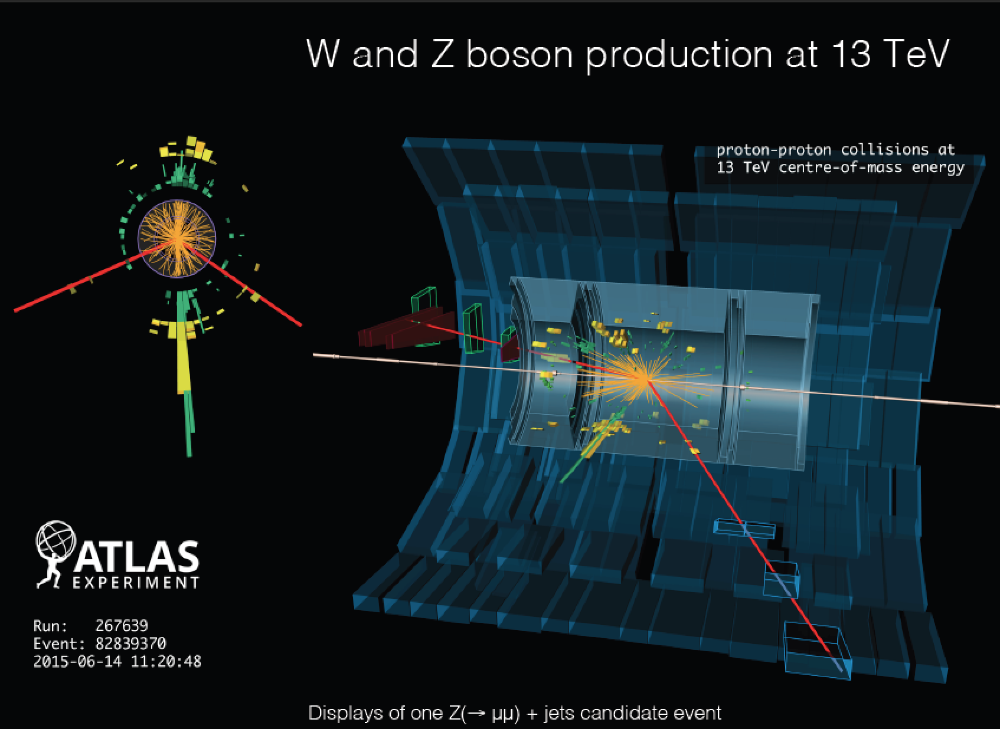 W and Z boson production at 13 TeV
proton-proton collisions at
13 TeV centre-of-mass energy
ATLAS
EXPERIMENT
Run: 267639
Event: 82839370
2015-06-14 11:20:48
Displays of one Z(→ μμ) + jets candidate event